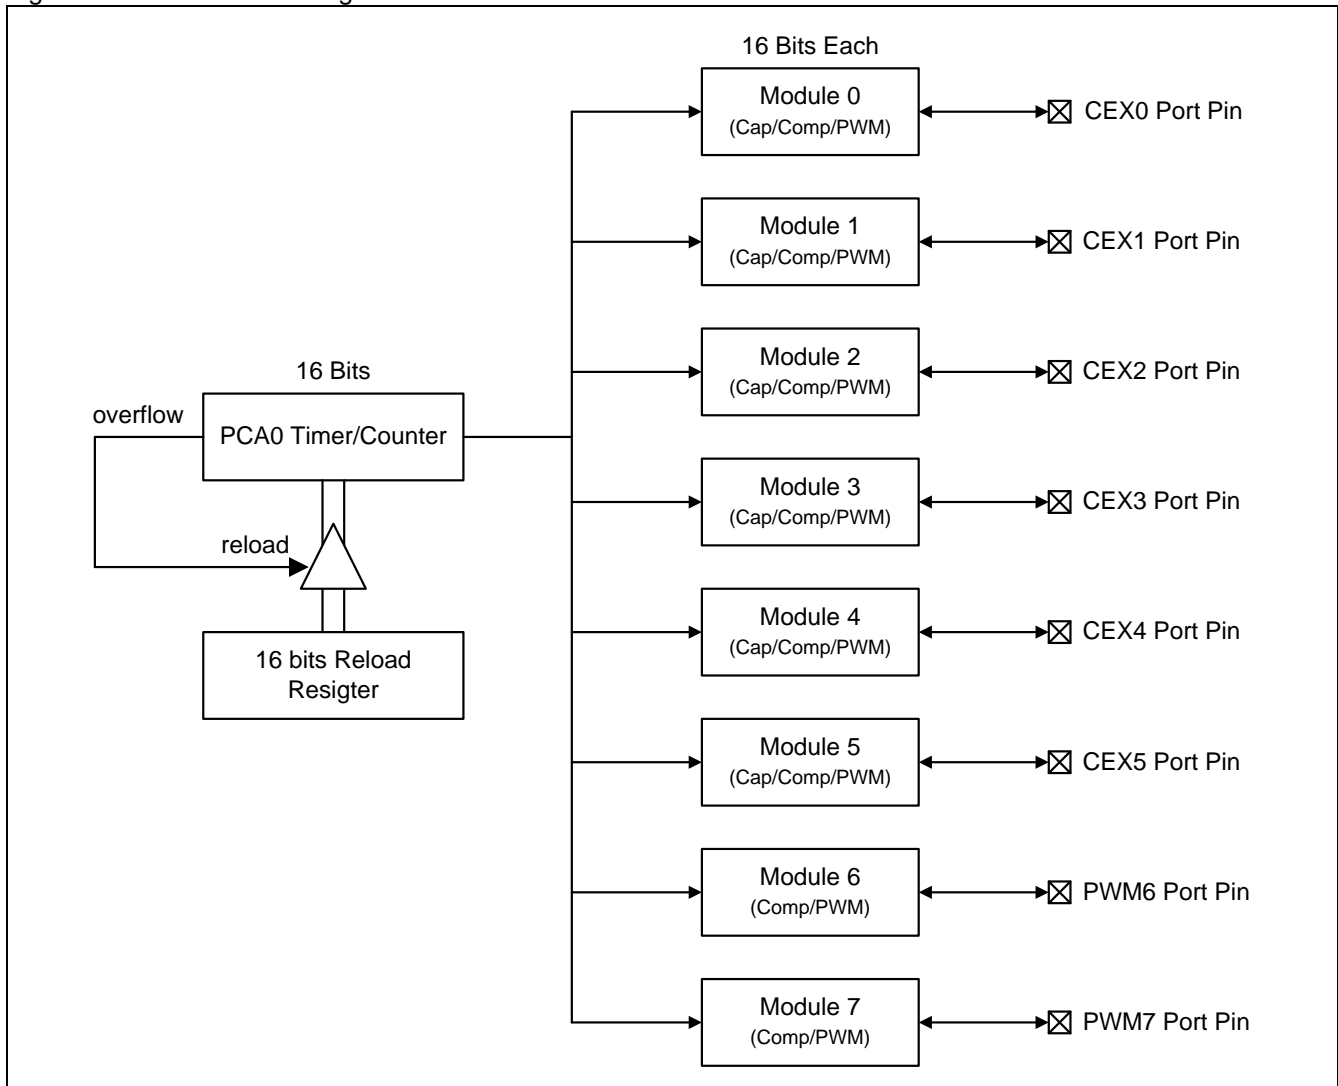 16 Bits Each
Module 0
(Cap/Comp/PWM)
CEX0 Port Pin
Module 1
(Cap/Comp/PWM)
CEX1 Port Pin
Module 2
(Cap/Comp/PWM)
CEX2 Port Pin
16 Bits
overflow
PCA0 Timer/Counter
Module 3
(Cap/Comp/PWM)
CEX3 Port Pin
reload
Module 4
(Cap/Comp/PWM)
CEX4 Port Pin
16 bits Reload
Resigter
Module 5
(Cap/Comp/PWM)
CEX5 Port Pin
Module 6
(Comp/PWM)
PWM6 Port Pin
Module 7
(Comp/PWM)
PWM7 Port Pin